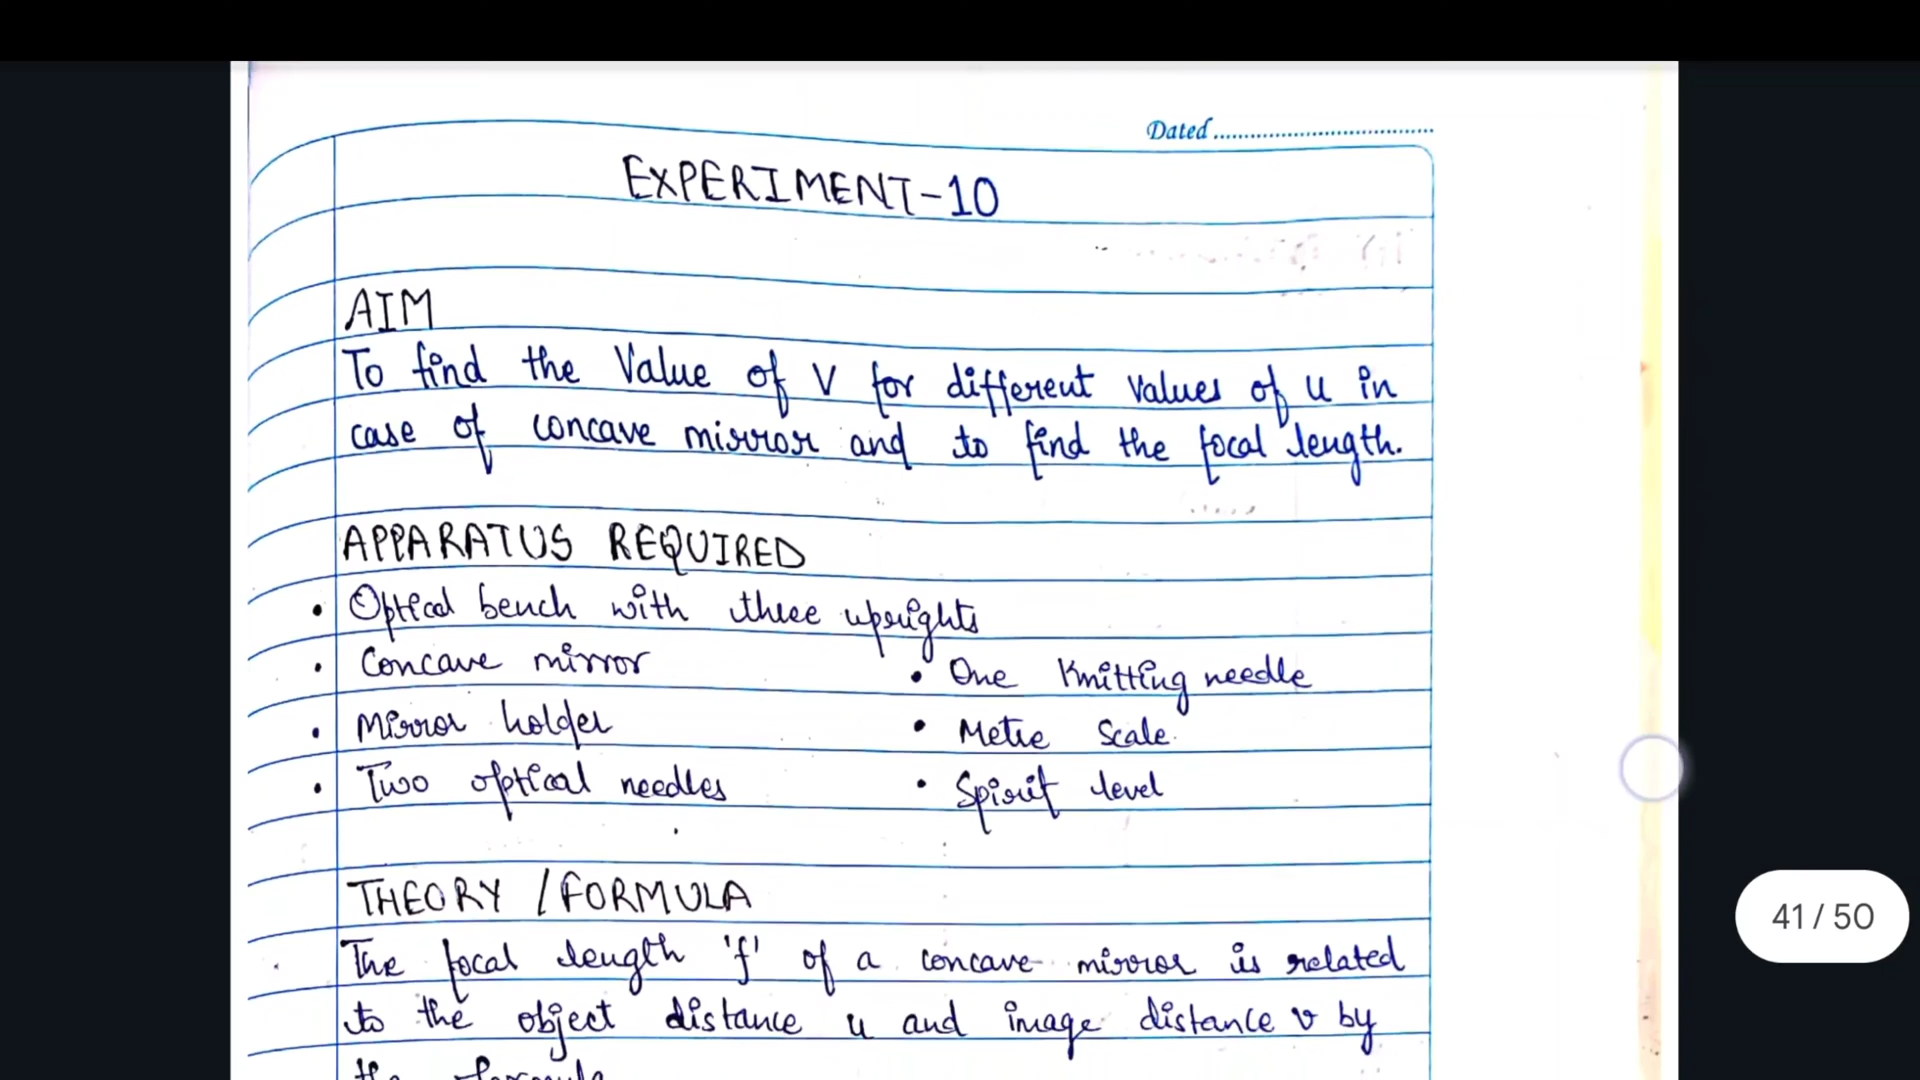 Dated
EXPERIMENT-10
AIM
To find the Value of V for different values of u in
case of concave mirror and to find the focal length.
APPARATUS REQUIRED
• Optical bench with three uprights
• Concave mirror
• One Knitting needle
• Mirror holder
• Metre Scale.
• Two optical needles
• Spirit level
THEORY / FORMULA
The focal length 'f' of a concave mirror is related
to the object distance u and image distance v by
the formula
41 / 50